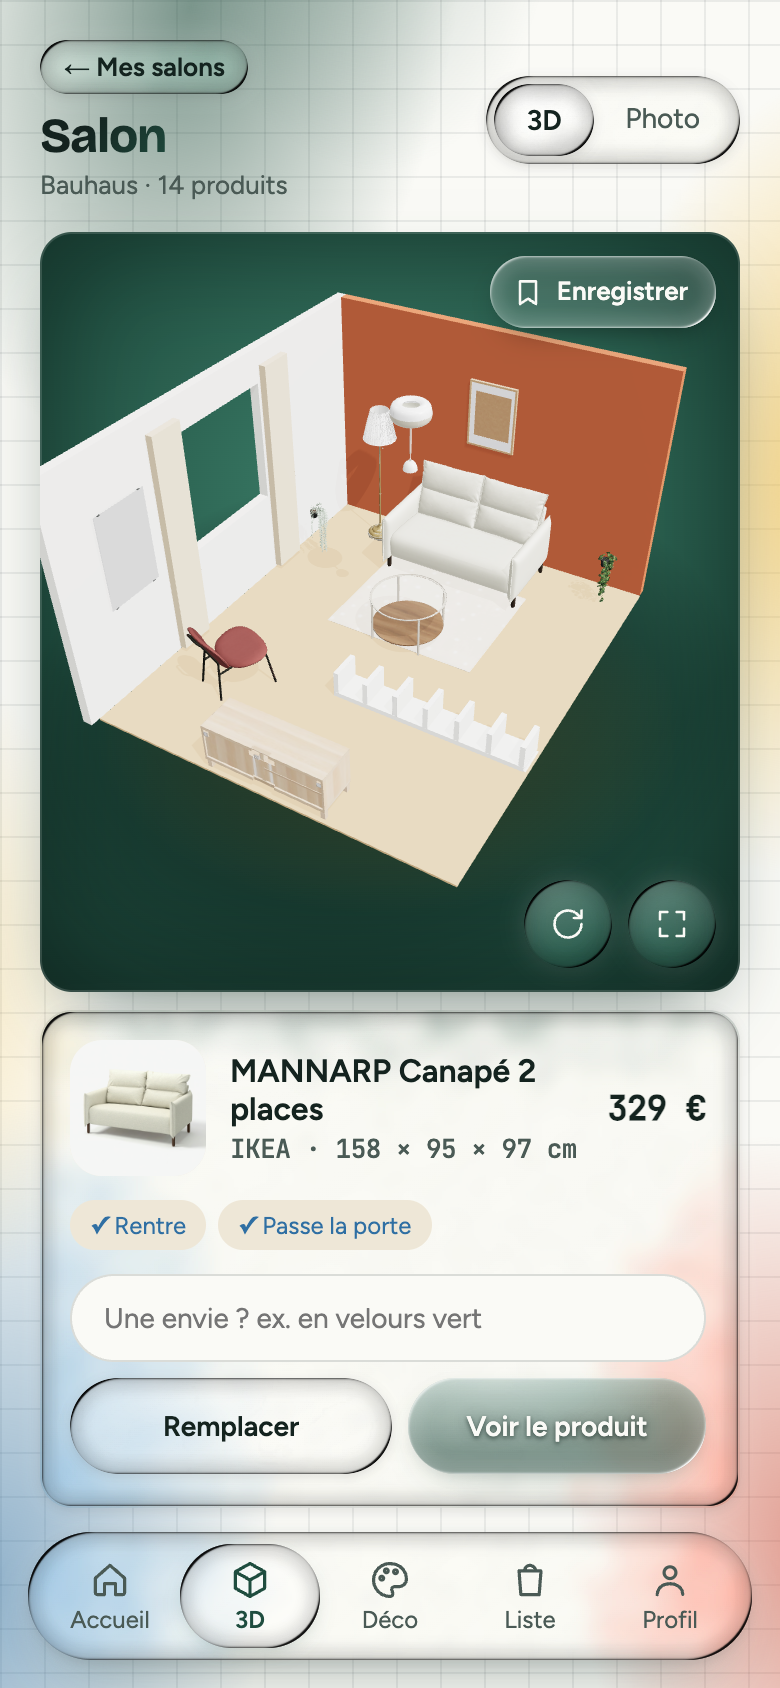 ← Mes salons
Salon
Bauhaus · 14 produits
3D
Photo
Enregistrer
MANNARP Canapé 2
places
329 €
IKEA · 158 × 95 × 97 cm
✓ Rentre
✓ Passe la porte
Une envie ? ex. en velours vert
Remplacer
Voir le produit
Accueil
3D
Déco
Liste
Profil